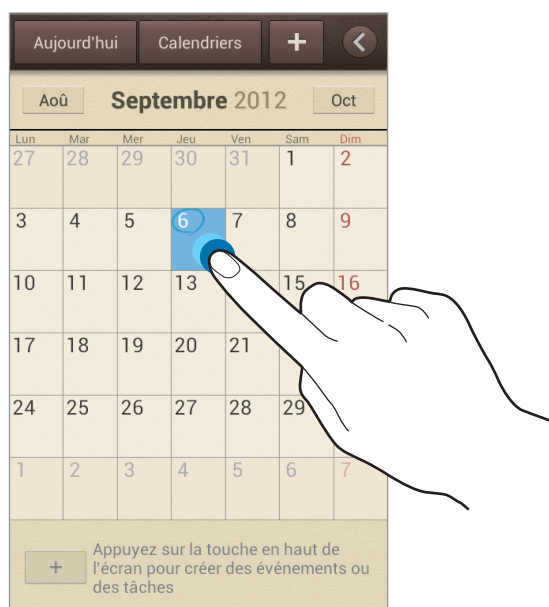 Aujourd'hui Calendriers +
Aoû Septembre 2012 Oct
Lun Mar Mer Jeu Ven Sam Dim
27 28 29 30 31 1 2
3 4 5 6 7 8 9
10 11 12 13 15 16
17 18 19 20 21
24 25 26 27 28 29
1 2 3 4 5 6 7
+ Appuyez sur la touche en haut de
l'écran pour créer des événements ou
des tâches